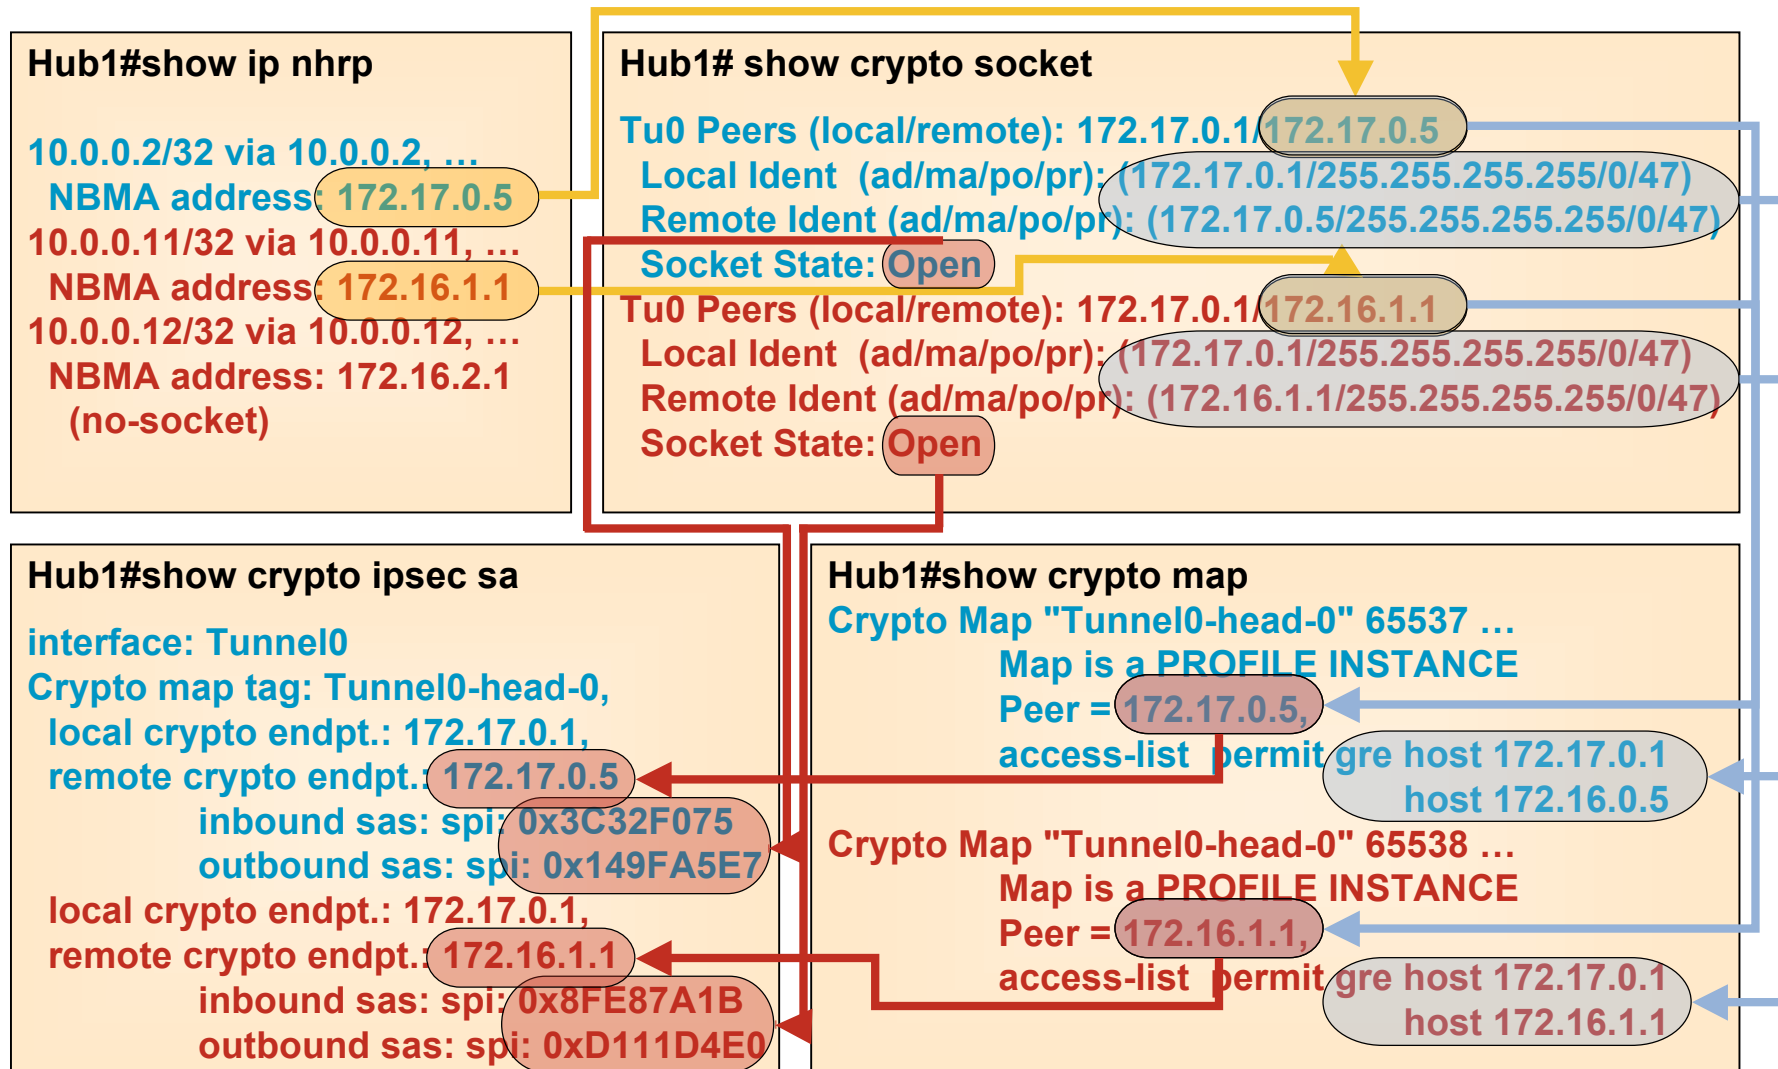 Hub1#show ip nhrp
10.0.0.2/32 via 10.0.0.2, …
NBMA address: 172.17.0.5
10.0.0.11/32 via 10.0.0.11, …
NBMA address: 172.16.1.1
10.0.0.12/32 via 10.0.0.12, …
NBMA address: 172.16.2.1
(no-socket)
Hub1# show crypto socket
Tu0 Peers (local/remote): 172.17.0.1/172.17.0.5
Local Ident (ad/ma/po/pr): (172.17.0.1/255.255.255.255/0/47)
Remote Ident (ad/ma/po/pr): (172.17.0.5/255.255.255.255/0/47)
Socket State: Open
Tu0 Peers (local/remote): 172.17.0.1/172.16.1.1
Local Ident (ad/ma/po/pr): (172.17.0.1/255.255.255.255/0/47)
Remote Ident (ad/ma/po/pr): (172.16.1.1/255.255.255.255/0/47)
Socket State: Open
Hub1#show crypto ipsec sa
interface: Tunnel0
Crypto map tag: Tunnel0-head-0,
local crypto endpt.: 172.17.0.1,
remote crypto endpt.: 172.17.0.5
inbound sas: spi: 0x3C32F075
outbound sas: spi: 0x149FA5E7
local crypto endpt.: 172.17.0.1,
remote crypto endpt.: 172.16.1.1
inbound sas: spi: 0x8FE87A1B
outbound sas: spi: 0xD111D4E0
Hub1#show crypto map
Crypto Map "Tunnel0-head-0" 65537 …
Map is a PROFILE INSTANCE
Peer = 172.17.0.5,
access-list permit gre host 172.17.0.1
host 172.16.0.5
Crypto Map "Tunnel0-head-0" 65538 …
Map is a PROFILE INSTANCE
Peer = 172.16.1.1,
access-list permit gre host 172.17.0.1
host 172.16.1.1